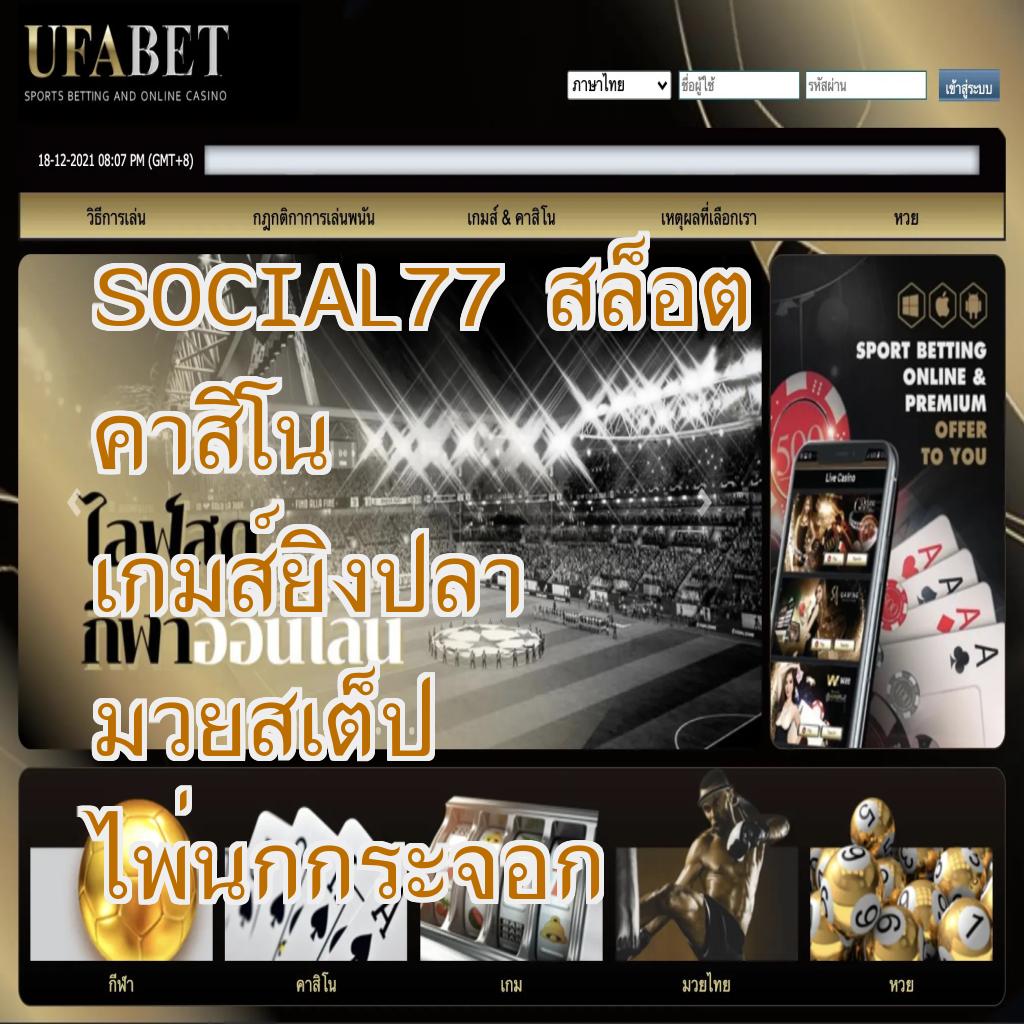 UFABET
SPORTS BETTING AND ONLINE CASINO
ภาษาไทย ชื่อผู้ใช้ รหัสผ่าน เข้าสู่ระบบ
18-12-2021 08:07 PM (GMT+8)
วิธีการเล่น กฎกติกาการเล่นพนัน เกมส์ & คาสิโน เหตุผลที่เลือกเรา หวย
SOCIAL77 สล็อต
คาสิโน
เกมส์ยิงปลา
มวยสเต็ป
ไพ่นกกระจอก
ไลฟ์สด
กีฬาออนไลน์
SPORT BETTING
ONLINE &
PREMIUM
OFFER
TO YOU
Live Casino
กีฬา คาสิโน เกม มวยไทย หวย